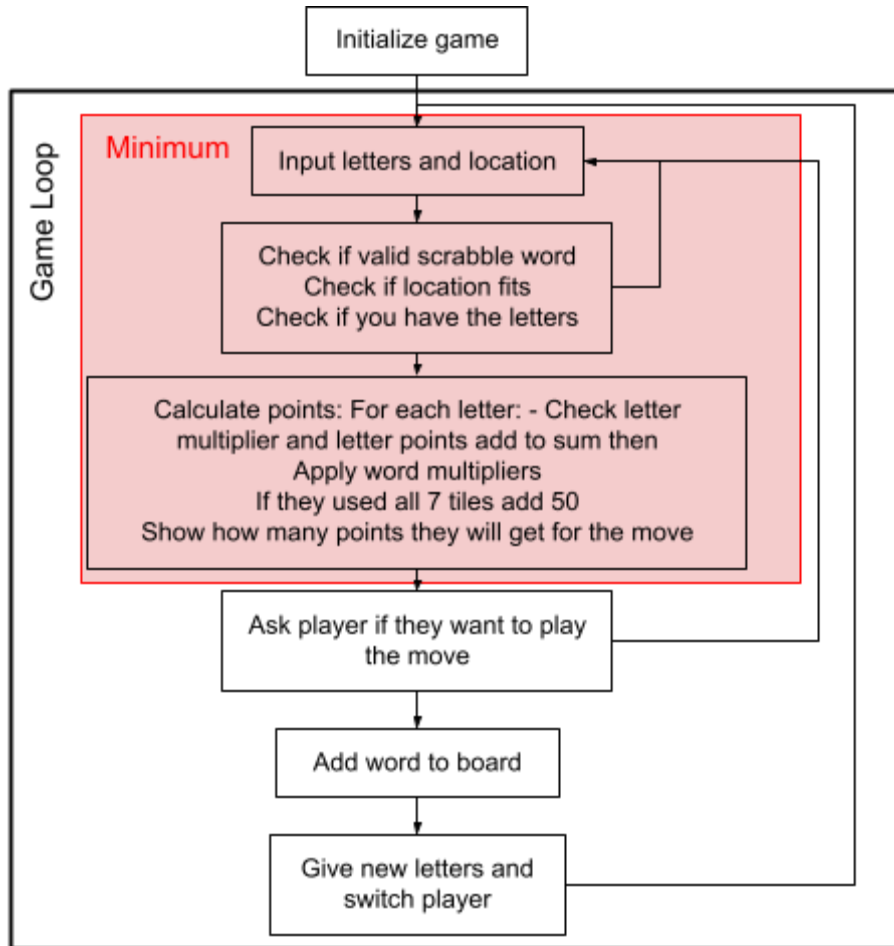 Initialize game
Game Loop
Minimum
Input letters and location
Check if valid scrabble word
Check if location fits
Check if you have the letters
Calculate points: For each letter: - Check letter
multiplier and letter points add to sum then
Apply word multipliers
If they used all 7 tiles add 50
Show how many points they will get for the move
Ask player if they want to play
the move
Add word to board
Give new letters and
switch player